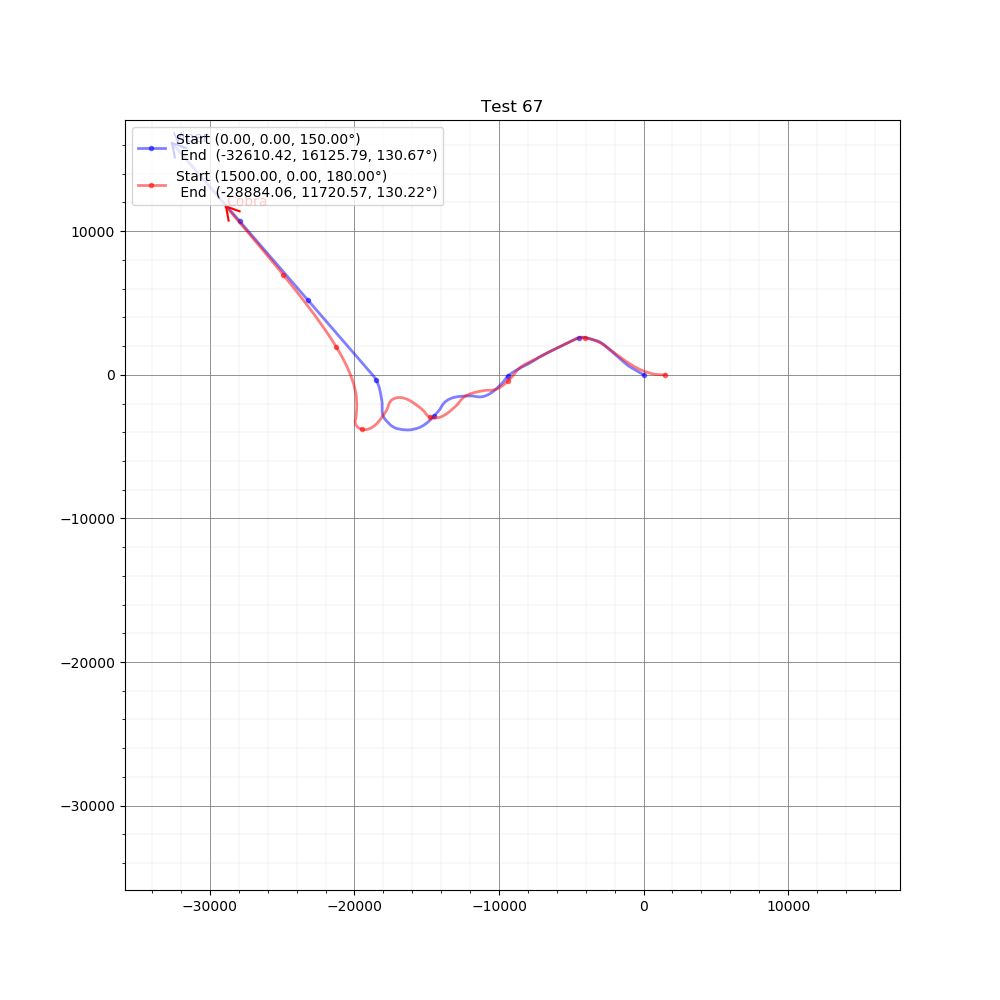 Test 67
Start (0.00, 0.00, 150.00°)
End (-32610.42, 16125.79, 130.67°)
Start (1500.00, 0.00, 180.00°)
End (-28884.06, 11720.57, 130.22°)
Cobra
10000
0
−10000
−20000
−30000
−30000
−20000
−10000
0
10000